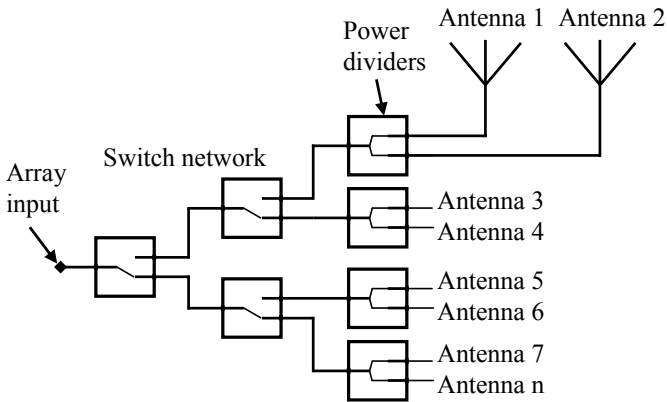 Antenna 1
Antenna 2
Power
dividers
Switch network
Array
input
Antenna 3
Antenna 4
Antenna 5
Antenna 6
Antenna 7
Antenna n